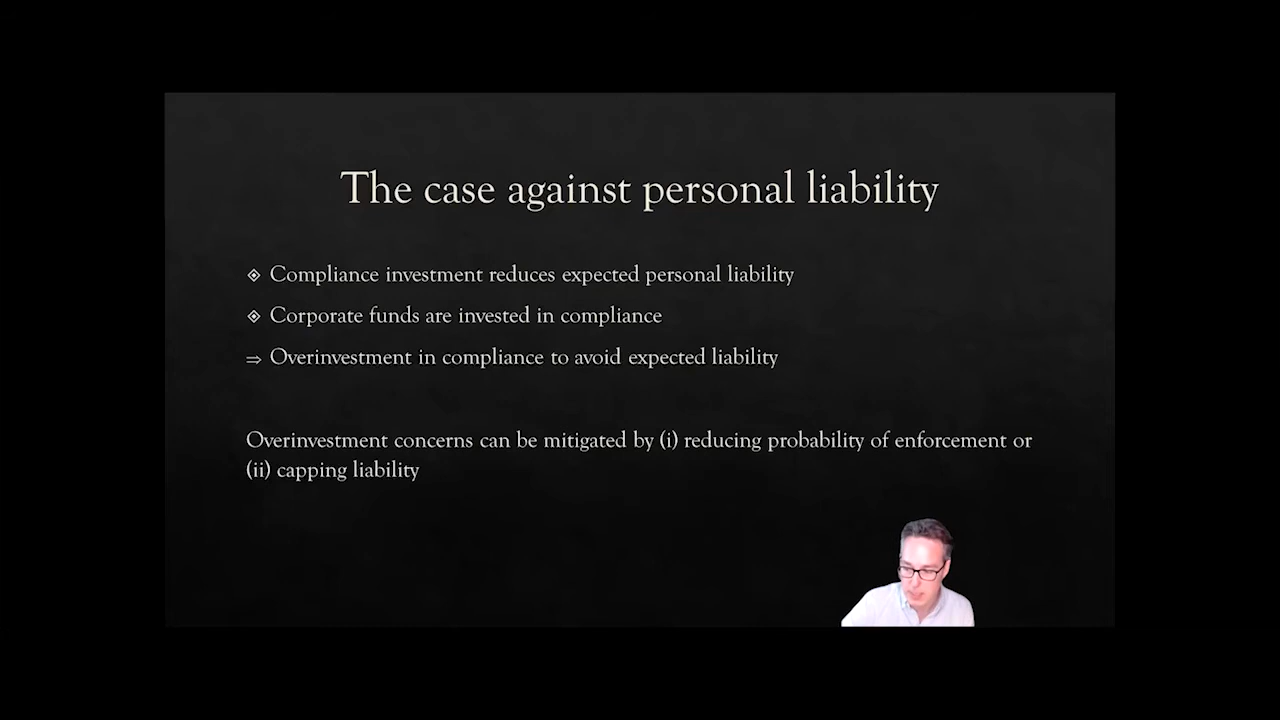 The case against personal liability
Compliance investment reduces expected personal liability
Corporate funds are invested in compliance
⇒ Overinvestment in compliance to avoid expected liability
Overinvestment concerns can be mitigated by (i) reducing probability of enforcement or
(ii) capping liability